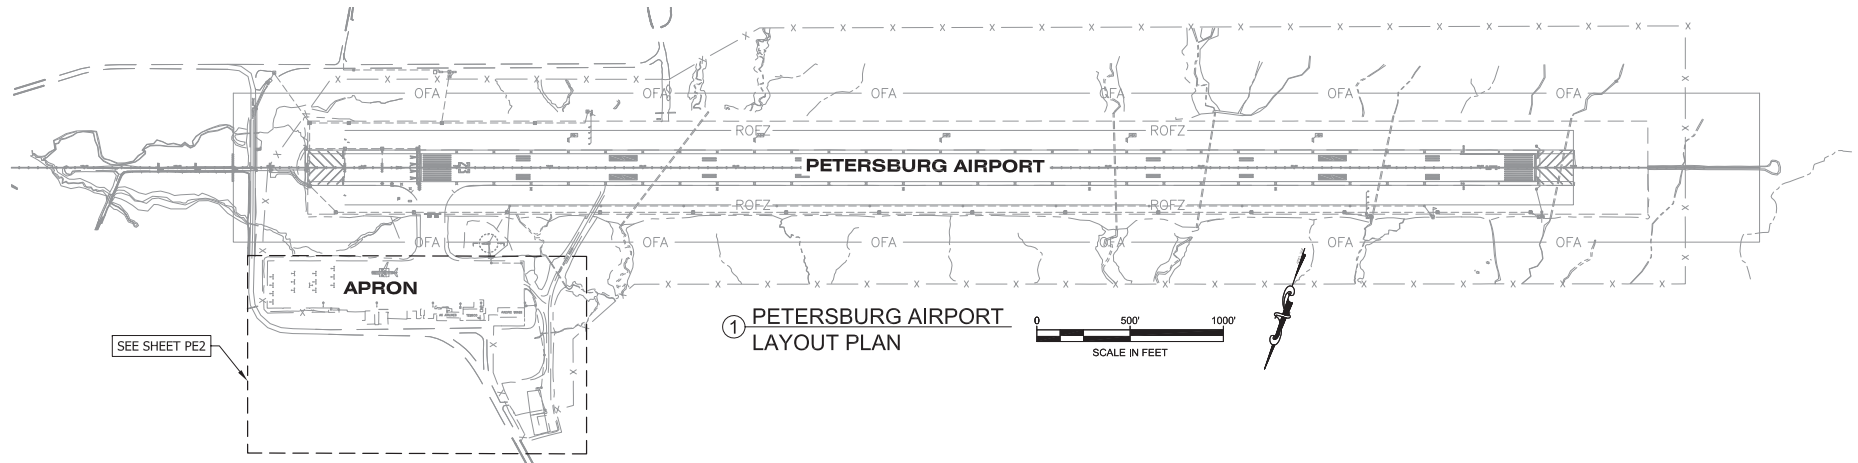 OFA OFA OFA OFA OFA OFA
ROFZ ROFZ
PETERSBURG AIRPORT
ROFZ ROFZ
OFA OFA OFA OFA OFA OFA
APRON
SEE SHEET PE2
1 PETERSBURG AIRPORT
LAYOUT PLAN
0 500' 1000'
SCALE IN FEET